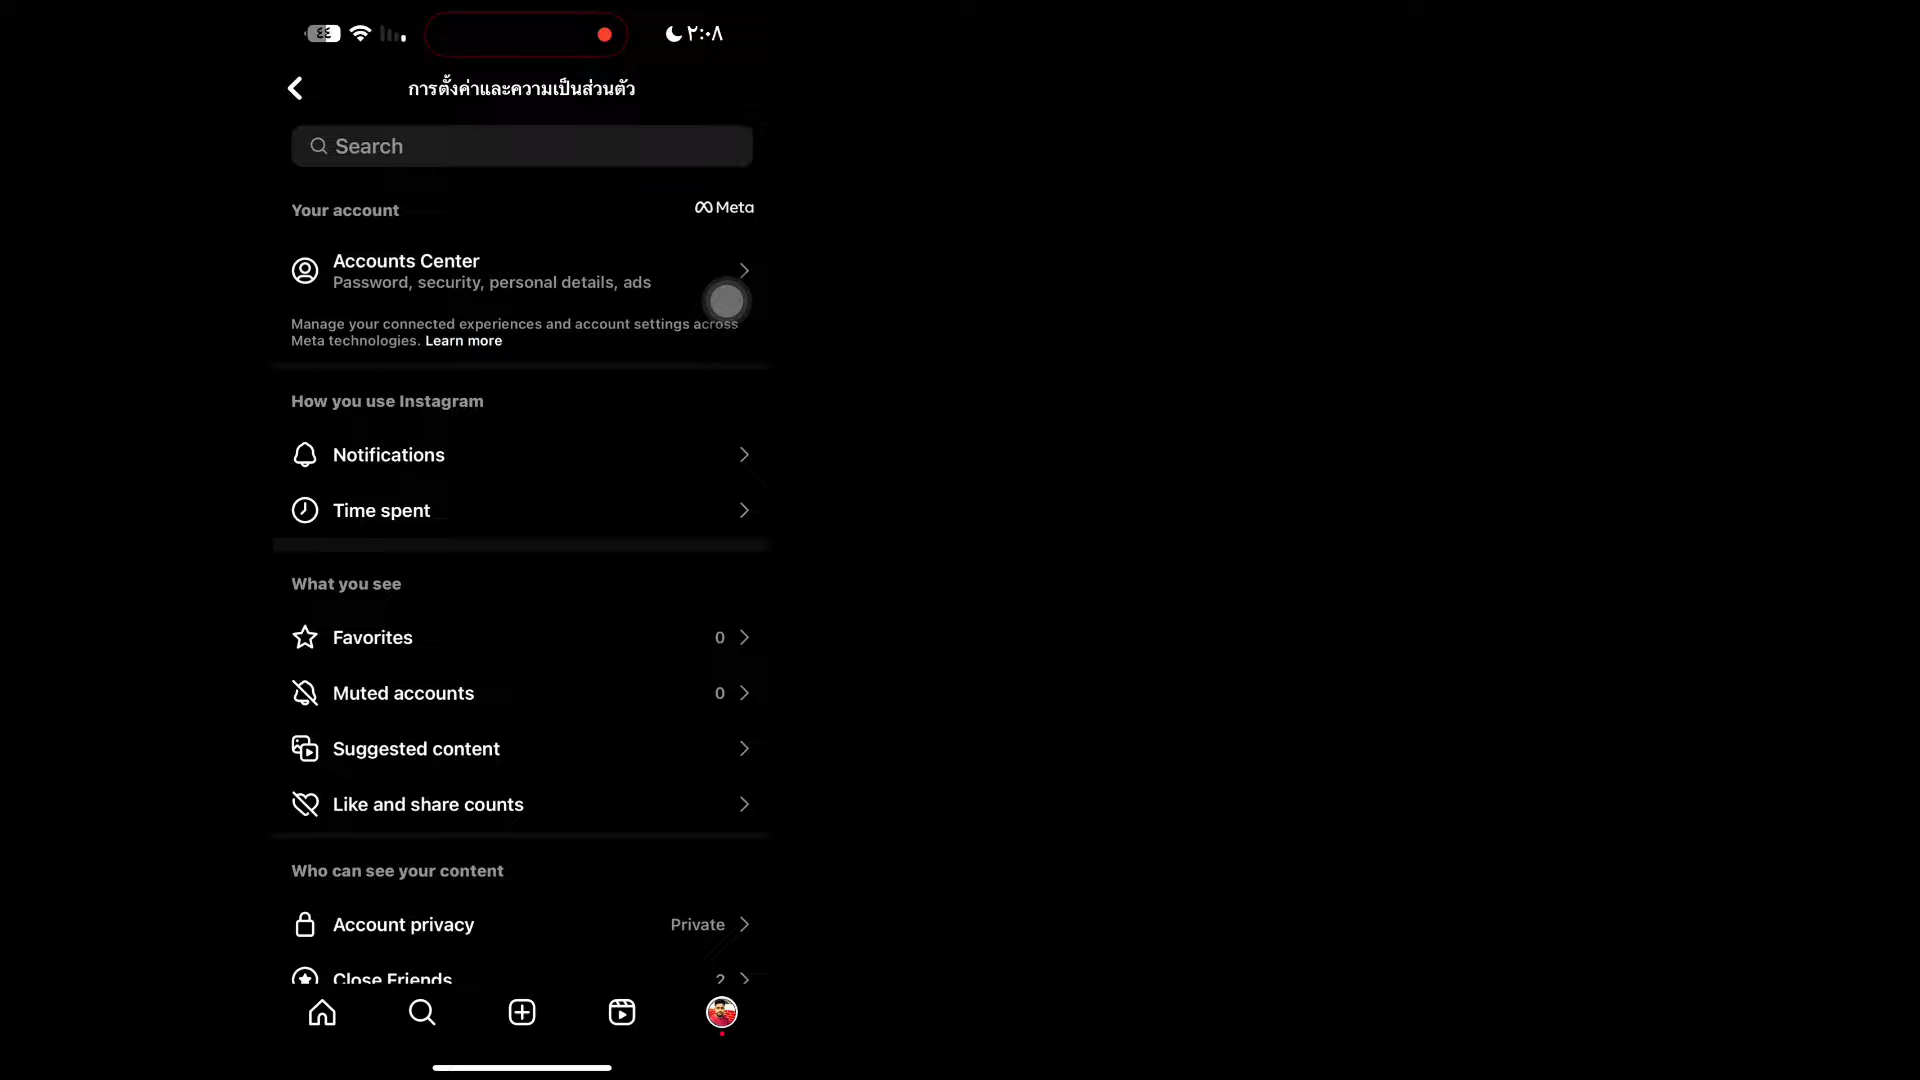 ٤٤
٢:٠٨
การตั้งค่าและความเป็นส่วนตัว
Search
Your account
Meta
Accounts Center
Password, security, personal details, ads
Manage your connected experiences and account settings across
Meta technologies. Learn more
How you use Instagram
Notifications
Time spent
What you see
Favorites 0
Muted accounts 0
Suggested content
Like and share counts
Who can see your content
Account privacy Private
Close Friends 2